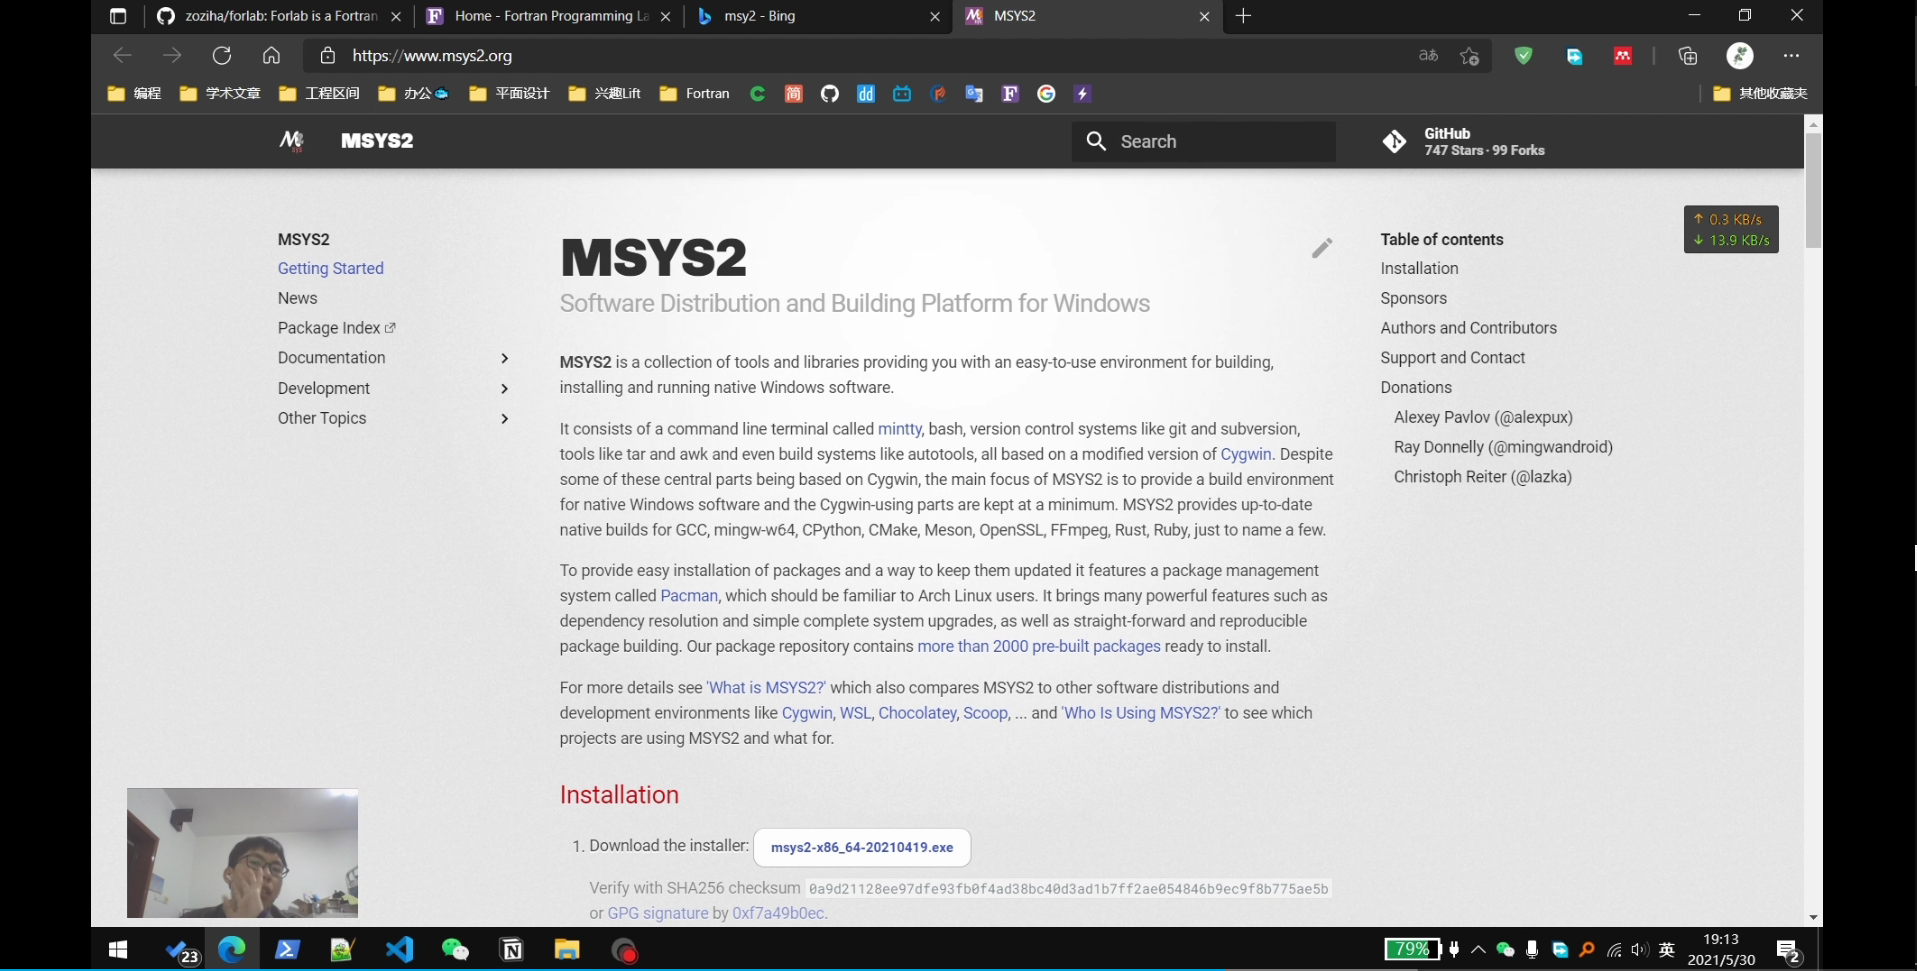 zoziha/forlab: Forlab is a Fortran
Home - Fortran Programming La
msy2 - Bing
MSYS2
https://www.msys2.org
aあ
编程
学术文章
工程区间
办公
平面设计
兴趣Lift
Fortran
其他收藏夹
MSYS2
Search
GitHub
747 Stars · 99 Forks
↑ 0.3 KB/s
↓ 13.9 KB/s
MSYS2
Getting Started
News
Package Index
Documentation
Development
Other Topics
MSYS2
Software Distribution and Building Platform for Windows
MSYS2 is a collection of tools and libraries providing you with an easy-to-use environment for building,
installing and running native Windows software.
It consists of a command line terminal called mintty, bash, version control systems like git and subversion,
tools like tar and awk and even build systems like autotools, all based on a modified version of Cygwin. Despite
some of these central parts being based on Cygwin, the main focus of MSYS2 is to provide a build environment
for native Windows software and the Cygwin-using parts are kept at a minimum. MSYS2 provides up-to-date
native builds for GCC, mingw-w64, CPython, CMake, Meson, OpenSSL, FFmpeg, Rust, Ruby, just to name a few.
To provide easy installation of packages and a way to keep them updated it features a package management
system called Pacman, which should be familiar to Arch Linux users. It brings many powerful features such as
dependency resolution and simple complete system upgrades, as well as straight-forward and reproducible
package building. Our package repository contains more than 2000 pre-built packages ready to install.
For more details see 'What is MSYS2?' which also compares MSYS2 to other software distributions and
development environments like Cygwin, WSL, Chocolatey, Scoop, ... and 'Who Is Using MSYS2?' to see which
projects are using MSYS2 and what for.
Installation
1. Download the installer: msys2-x86_64-20210419.exe
Verify with SHA256 checksum 0a9d21128ee97dfe93fb0f4ad38bc40d3ad1b7ff2ae054846b9ec9f8b775ae5b
or GPG signature by 0xf7a49b0ec.
Table of contents
Installation
Sponsors
Authors and Contributors
Support and Contact
Donations
Alexey Pavlov (@alexpux)
Ray Donnelly (@mingwandroid)
Christoph Reiter (@lazka)
23
79%
英
19:13
2021/5/30
2